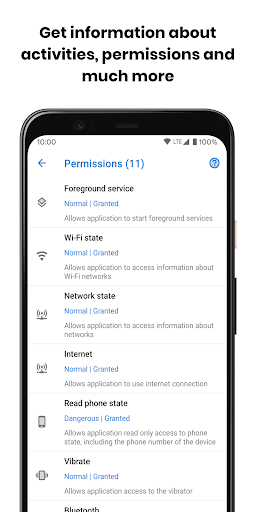 Get information about
activities, permissions and
much more
10:00
LTE
100%
Permissions (11)
Foreground service
Normal | Granted
Allows application to start foreground services
Wi-Fi state
Normal | Granted
Allows application to access information about
Wi-Fi networks
Network state
Normal | Granted
Allows application to access information about
networks
Internet
Normal | Granted
Allows application to use internet connection
Read phone state
Dangerous | Granted
Allows application read only access to phone
state, including the phone number of the device
Vibrate
Normal | Granted
Allows application access to the vibrator
Bluetooth